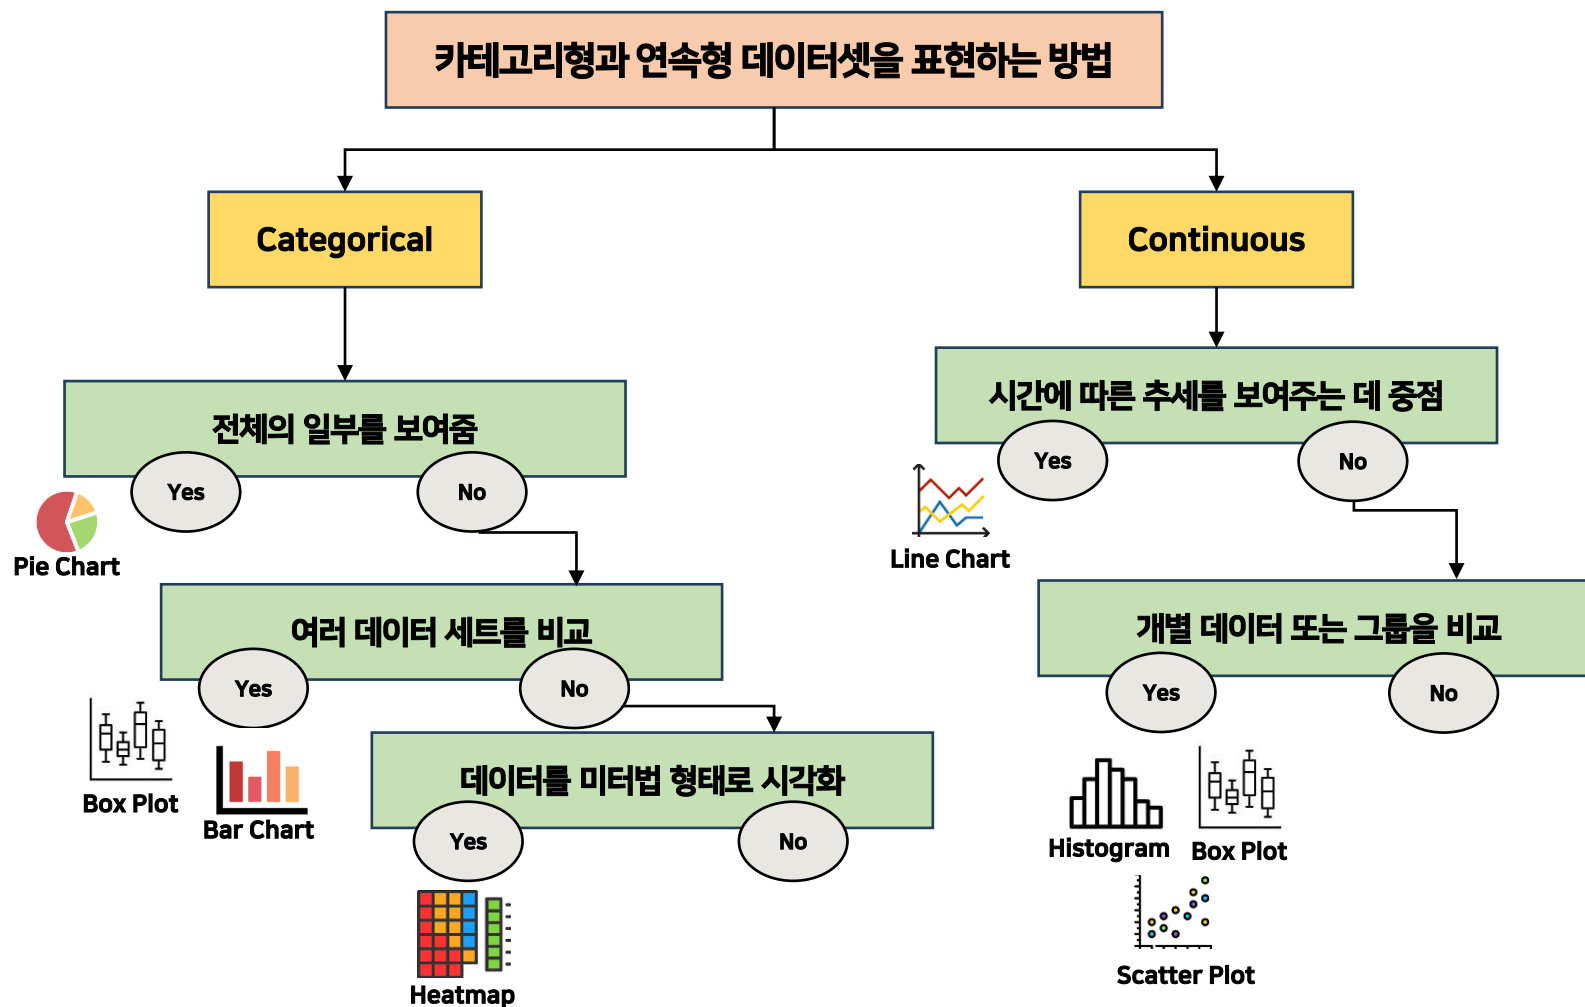 카테고리형과 연속형 데이터셋을 표현하는 방법
Categorical
Continuous
전체의 일부를 보여줌
Yes
No
Pie Chart
여러 데이터 세트를 비교
Yes
No
Box Plot
Bar Chart
데이터를 미터법 형태로 시각화
Yes
No
Heatmap
시간에 따른 추세를 보여주는 데 중점
Yes
No
Line Chart
개별 데이터 또는 그룹을 비교
Yes
No
Histogram
Box Plot
Scatter Plot